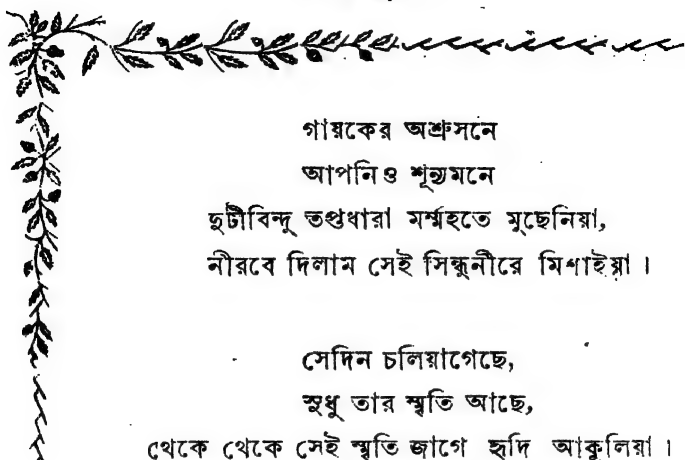 গায়কের অশ্রুসনে
আপনিও শূন্যমনে
দুটীবিন্দু তপ্তধারা মর্ম্মহতে মুছেনিয়া,
নীরবে দিলাম সেই সিন্ধুনীরে মিশাইয়া।
সেদিন চলিয়াগেছে,
সুধু তার স্মৃতি আছে,
থেকে থেকে সেই স্মৃতি জাগে হৃদি আকুলিয়া।